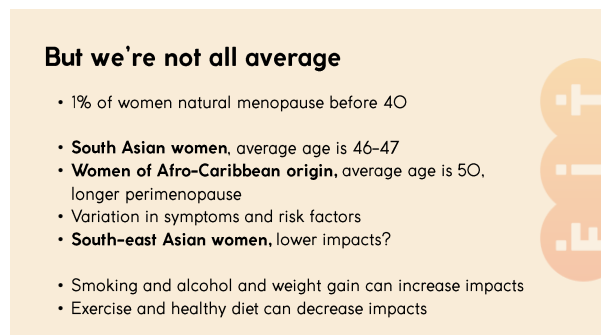 But we're not all average
• 1% of women natural menopause before 40
• South Asian women, average age is 46-47
• Women of Afro-Caribbean origin, average age is 50,
longer perimenopause
• Variation in symptoms and risk factors
• South-east Asian women, lower impacts?
• Smoking and alcohol and weight gain can increase impacts
• Exercise and healthy diet can decrease impacts